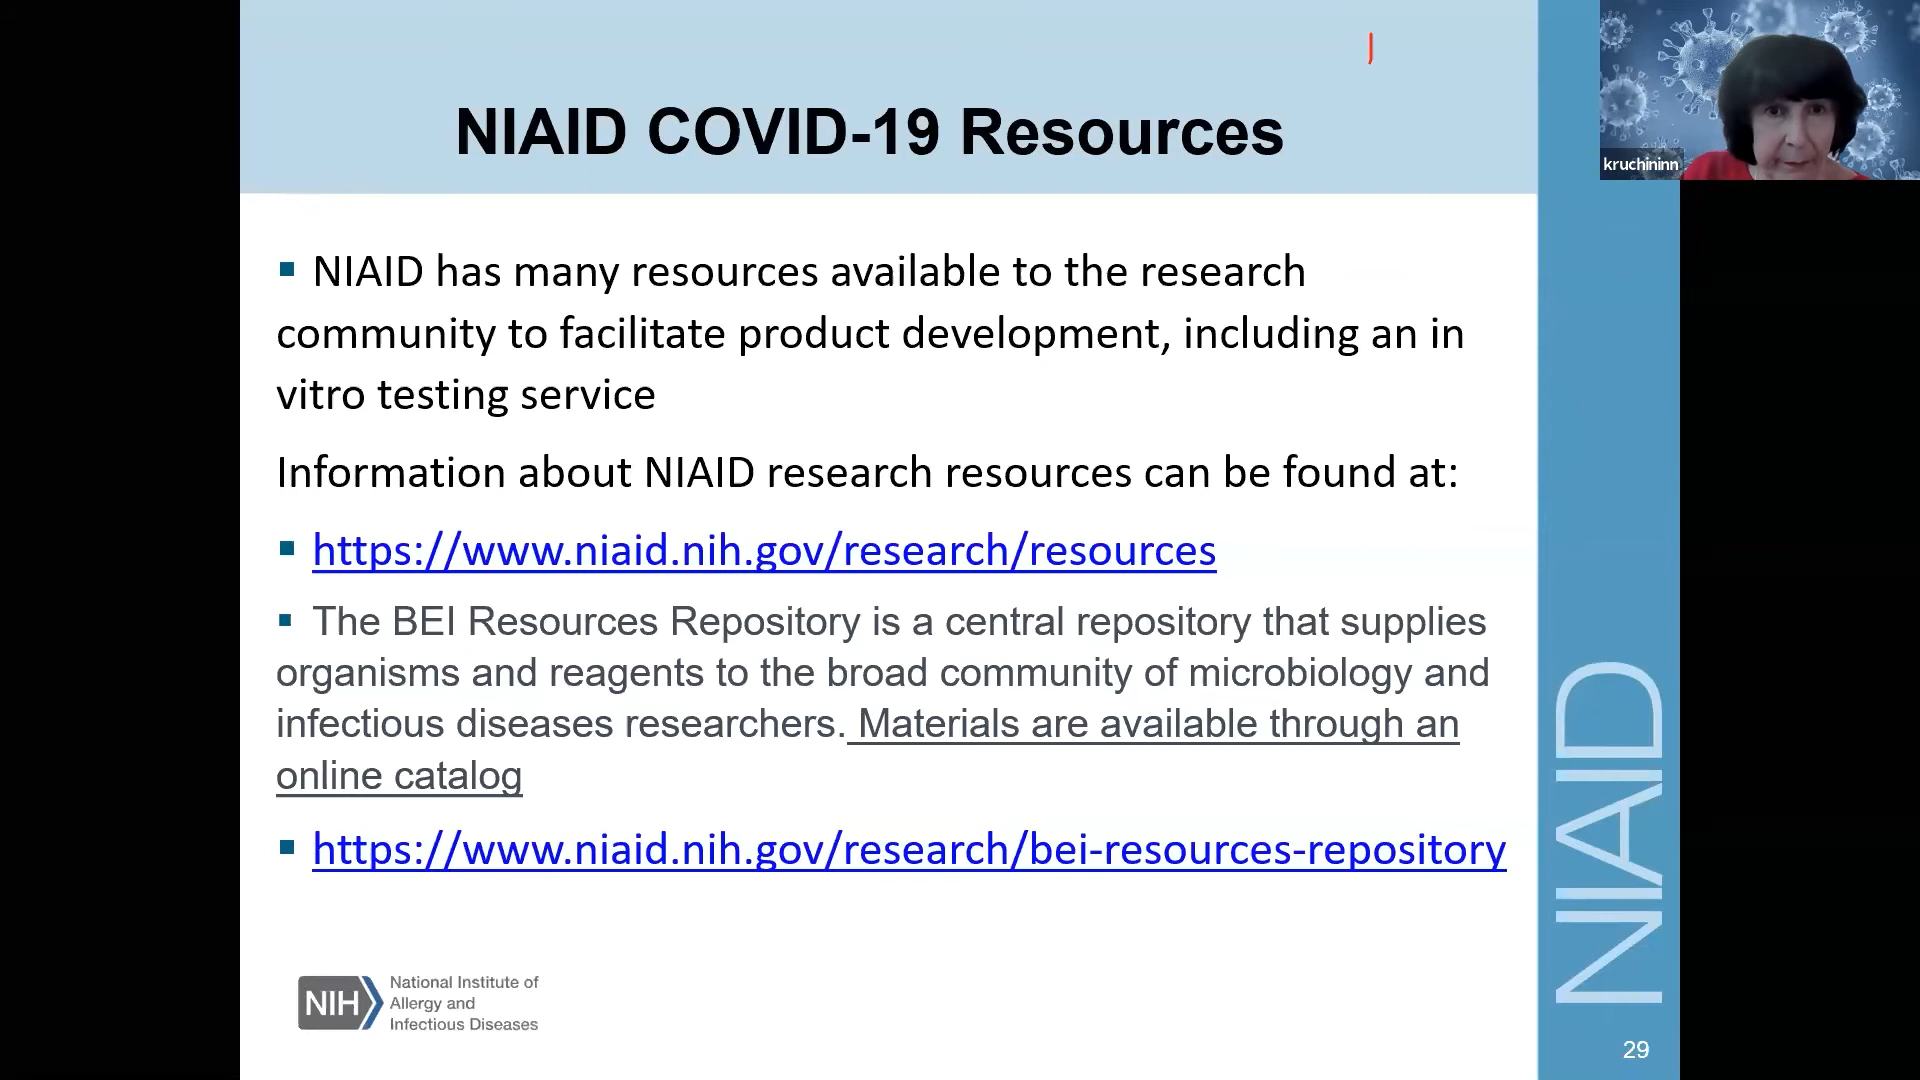 NIAID COVID-19 Resources
kruchininn
▪ NIAID has many resources available to the research
community to facilitate product development, including an in
vitro testing service
Information about NIAID research resources can be found at:
▪ https://www.niaid.nih.gov/research/resources
▪ The BEI Resources Repository is a central repository that supplies
organisms and reagents to the broad community of microbiology and
infectious diseases researchers. Materials are available through an
online catalog
▪ https://www.niaid.nih.gov/research/bei-resources-repository
NIAID
NIH
National Institute of
Allergy and
Infectious Diseases
29